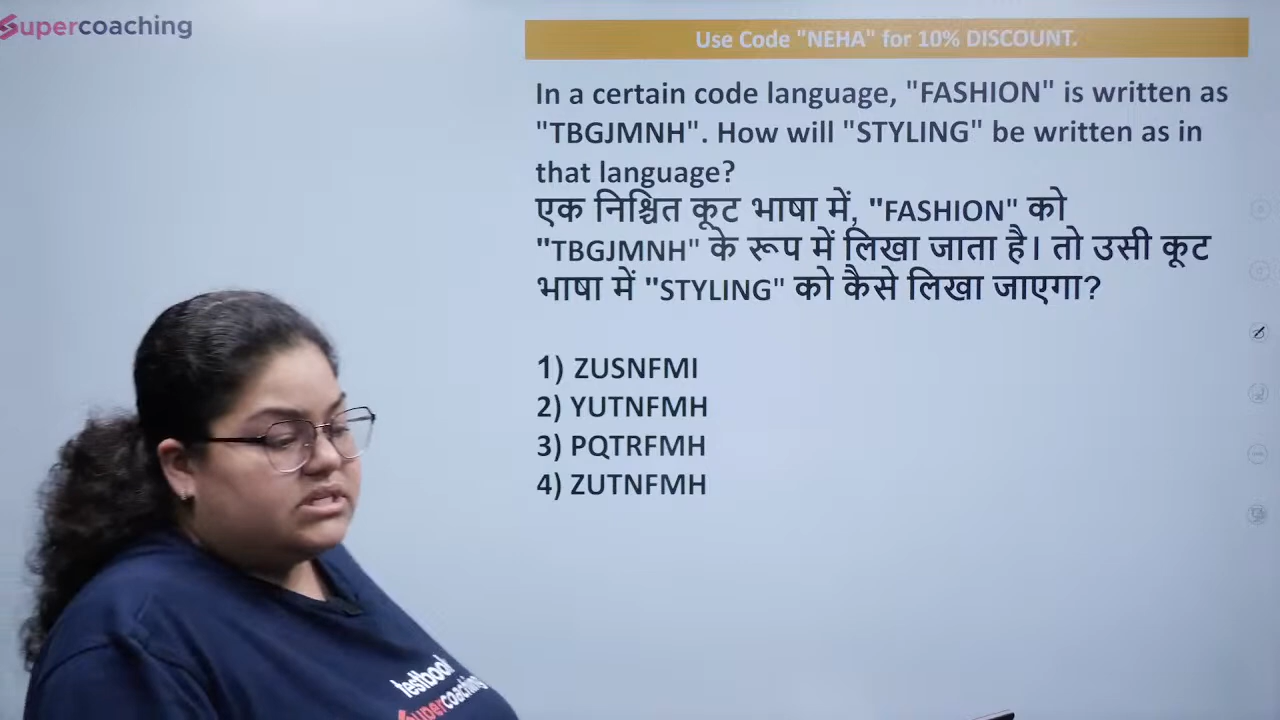 Supercoaching
Use Code "NEHA" for 10% DISCOUNT.
In a certain code language, "FASHION" is written as
"TBGJMNH". How will "STYLING" be written as in
that language?
एक निश्चित कूट भाषा में, "FASHION" को
"TBGJMNH" के रूप में लिखा जाता है। तो उसी कूट
भाषा में "STYLING" को कैसे लिखा जाएगा?
1) ZUSNFMI
2) YUTNFMH
3) PQTRFMH
4) ZUTNFMH
testbook
Supercoaching